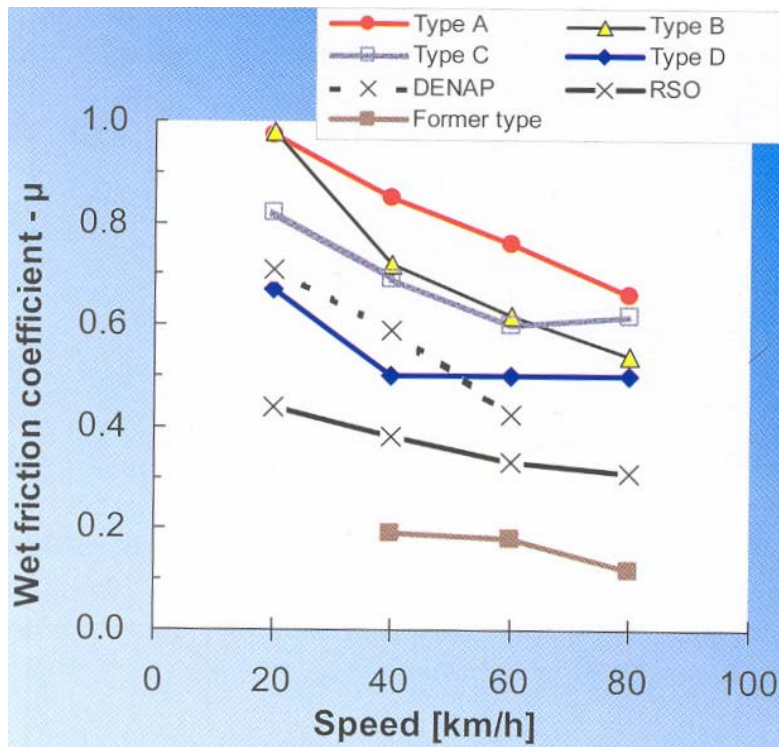 Type A
Type B
Type C
Type D
DENAP
RSO
Former type
Wet friction coefficient - µ
1.0
0.8
0.6
0.4
0.2
0.0
0
20
40
60
80
100
Speed [km/h]